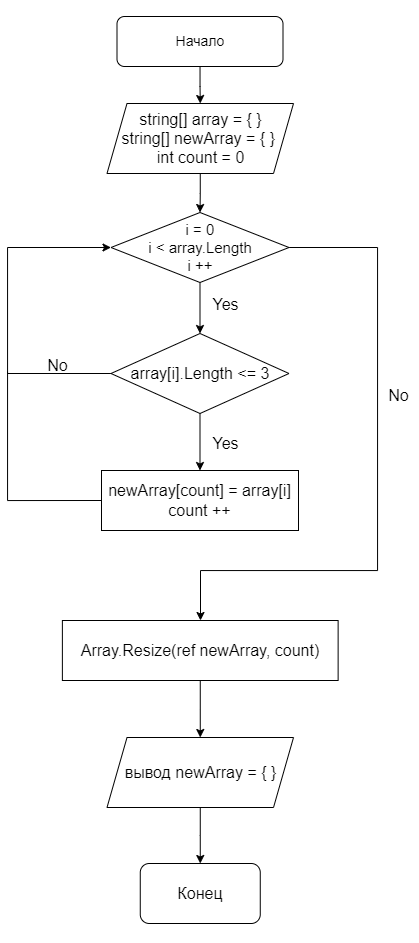 Начало
string[] array = { }
string[] newArray = { }
int count = 0
i = 0
i < array.Length
i ++
Yes
No
array[i].Length <= 3
No
Yes
newArray[count] = array[i]
count ++
Array.Resize(ref newArray, count)
вывод newArray = { }
Конец